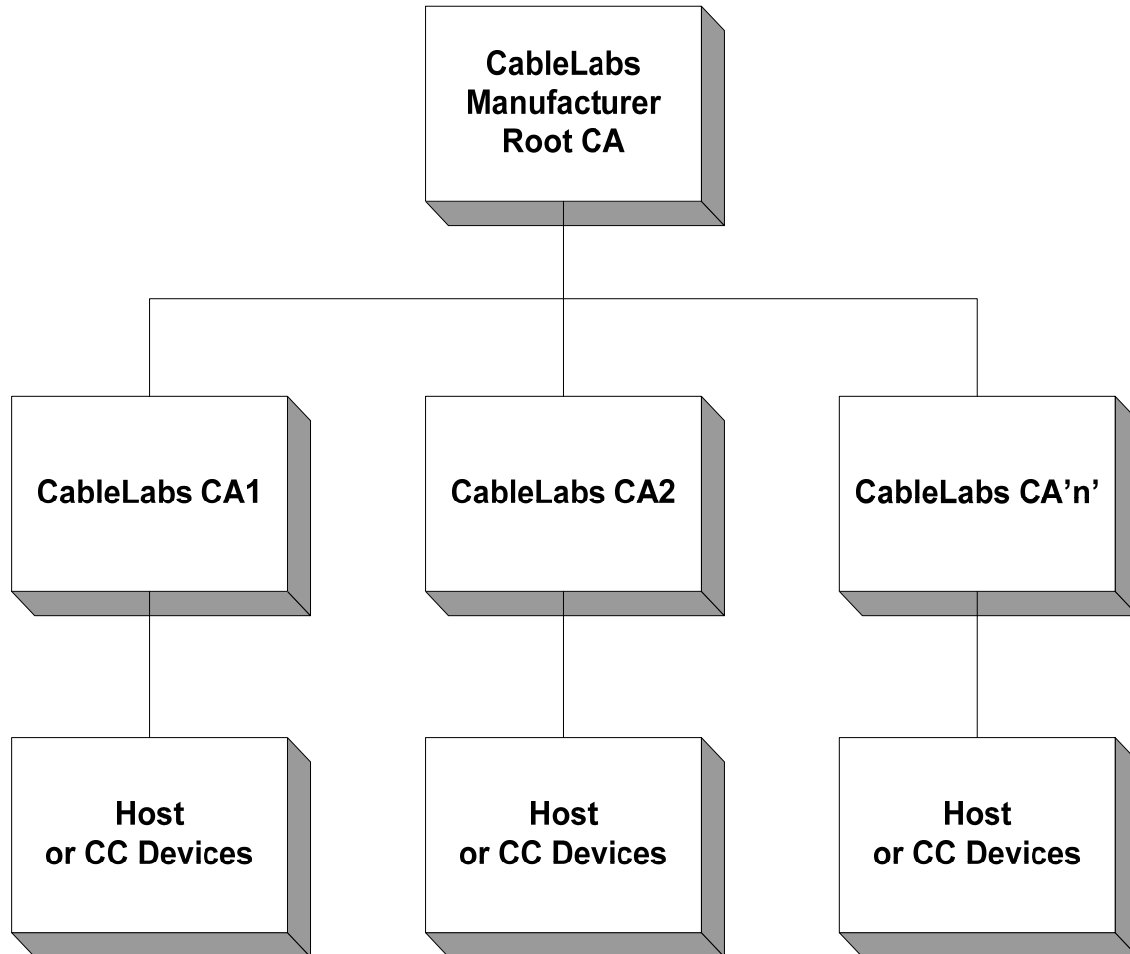 CableLabs
Manufacturer
Root CA
CableLabs CA1
CableLabs CA2
CableLabs CA’n’
Host
or CC Devices
Host
or CC Devices
Host
or CC Devices